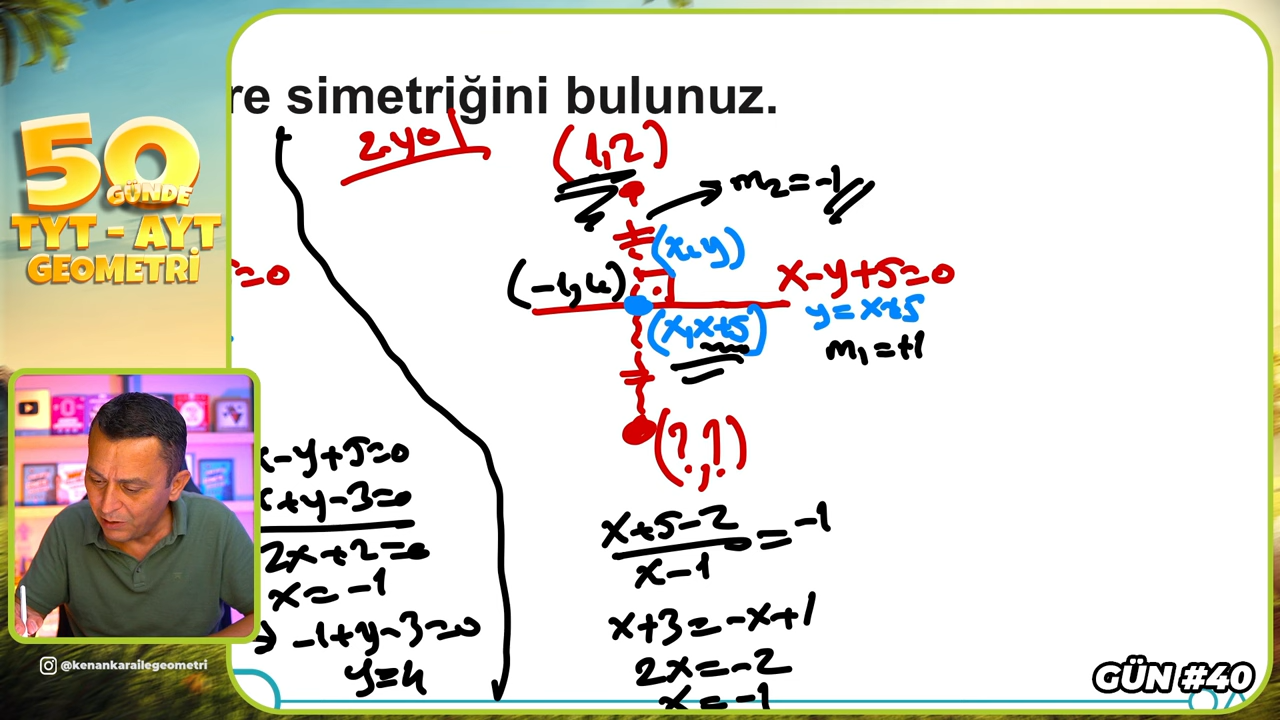 50
GÜNDE
TYT - AYT
GEOMETRİ
re simetriğini bulunuz.
2.yol
(1,2)
m₂=-1
(x,y)
(-1,4)
x-y+5=0
y=x+5
(x,x+5)
m₁=+1
(?,?)
=0
x-y+5=0
x+y-3=0
2x+2=0
x=-1
-1+y-3=0
y=4
x+5-2
x-1
=-1
x+3=-x+1
2x=-2
x=-1
@kenankarailegeometri
GÜN #40